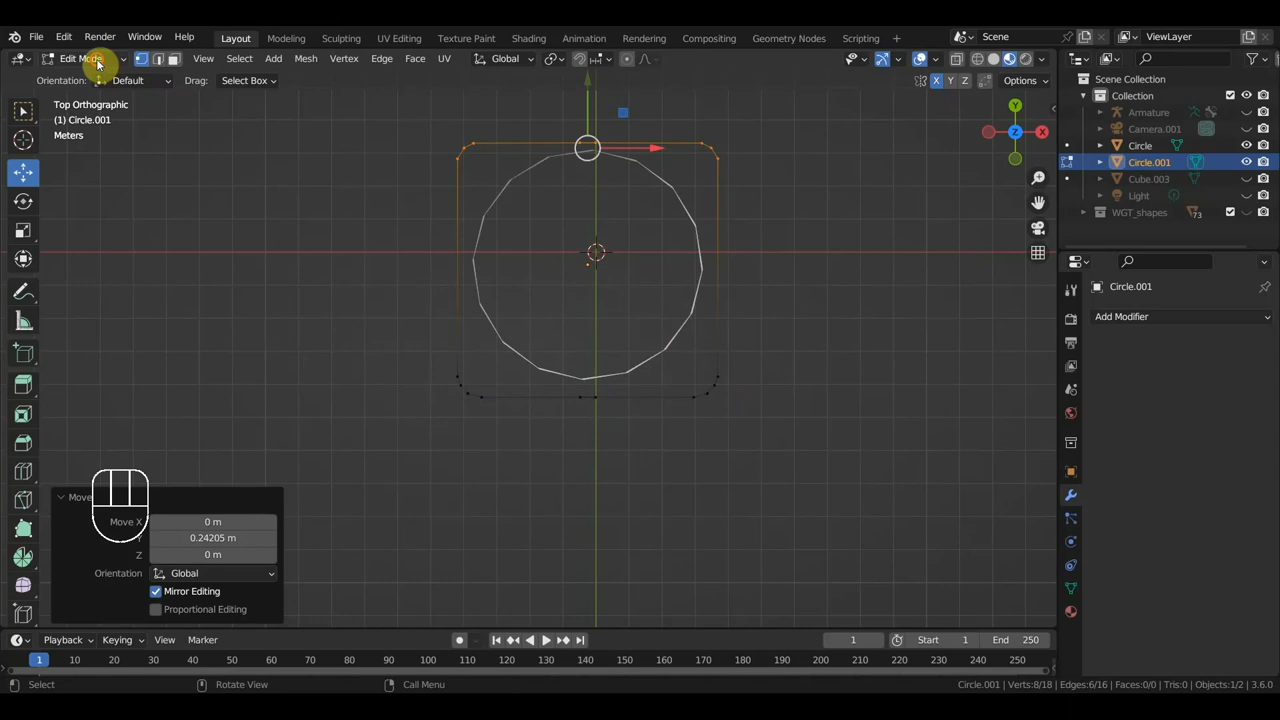 File Edit Render Window Help Layout Modeling Sculpting UV Editing Texture Paint Shading Animation Rendering Compositing Geometry Nodes Scripting Scene ViewLayer
Edit Mode View Select Add Mesh Vertex Edge Face UV Global
Orientation: Default Drag: Select Box X Y Z Options
Top Orthographic
(1) Circle.001
Meters
Y
X
Z
Scene Collection
Collection
Armature
Camera.001
Circle
Circle.001
Cube.003
Light
WGT_shapes 73
Circle.001
Add Modifier
Move
Move X 0 m
0.24205 m
Z 0 m
Orientation Global
Mirror Editing
Proportional Editing
Playback Keying View Marker 1 Start 1 End 250
1 10 20 30 40 50 60 70 80 90 100 110 120 130 140 150 160 170 180 190 200 210 220 230 240 250
Select Rotate View Call Menu Circle.001 | Verts:8/18 | Edges:6/16 | Faces:0/0 | Tris:0 | Objects:1/2 | 3.6.0